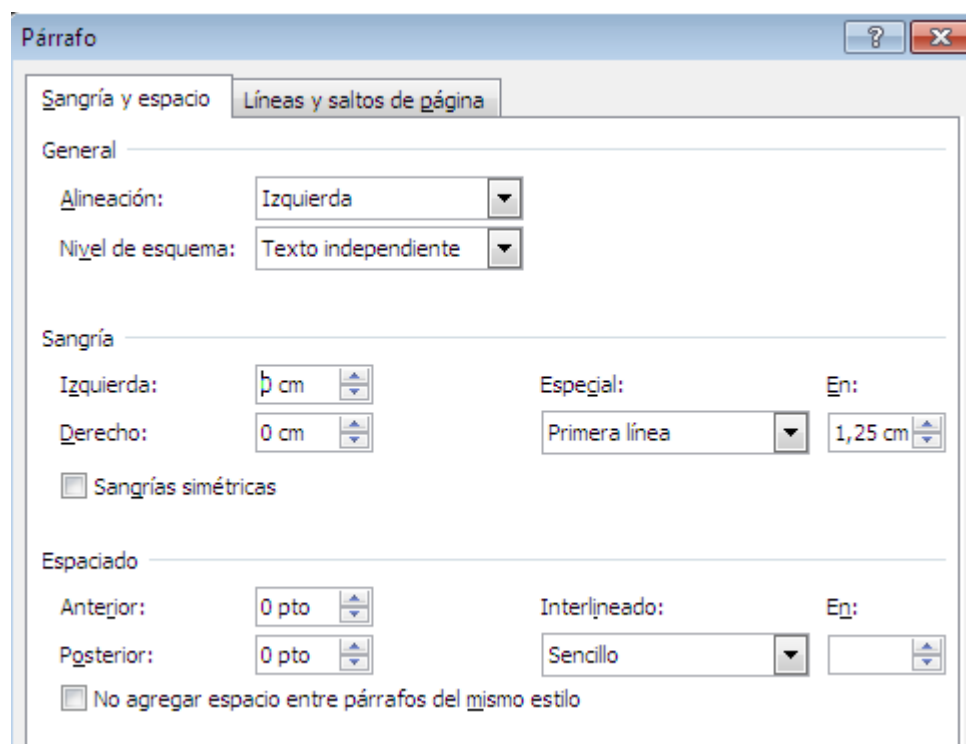 Párrafo
Sangría y espacio Líneas y saltos de página
General
Alineación: Izquierda
Nivel de esquema: Texto independiente
Sangría
Izquierda: 0 cm Especial: En:
Derecho: 0 cm Primera línea 1,25 cm
Sangrías simétricas
Espaciado
Anterior: 0 pto Interlineado: En:
Posterior: 0 pto Sencillo
No agregar espacio entre párrafos del mismo estilo